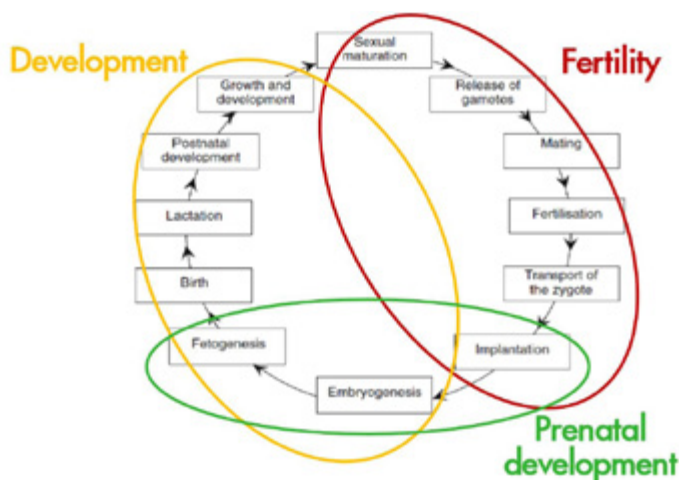 Development
Fertility
Sexual
maturation
Release of
gametes
Mating
Fertilisation
Transport of
the zygote
Implantation
Embryogenesis
Fetogenesis
Birth
Lactation
Postnatal
development
Growth and
development
Prenatal
development